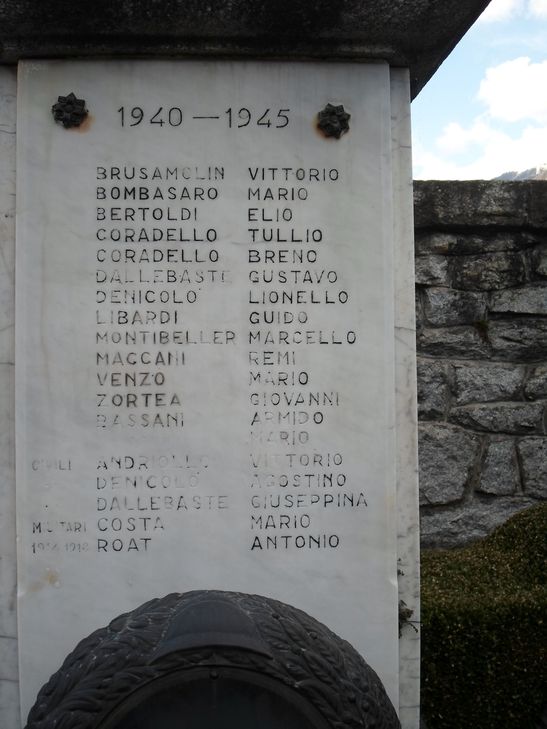 1940 — 1945
BRUSAMOLIN VITTORIO
BOMBASARO MARIO
BERTOLDI ELIO
CORADELLO TULLIO
CORADELLO BRENO
DALLEBASTE GUSTAVO
DENICOLO' LIONELLO
LIBARDI GUIDO
MONTIBELLER MARCELLO
MACCANI REMI
VENZO MARIO
ZORTEA GIOVANNI
BASSANI ARMIDO
MARIO
CIVILI ANDRIOLLO VITTORIO
DENICOLO' AGOSTINO
DALLEBASTE GIUSEPPINA
MILITARI COSTA MARIO
1914-1918 ROAT ANTONIO